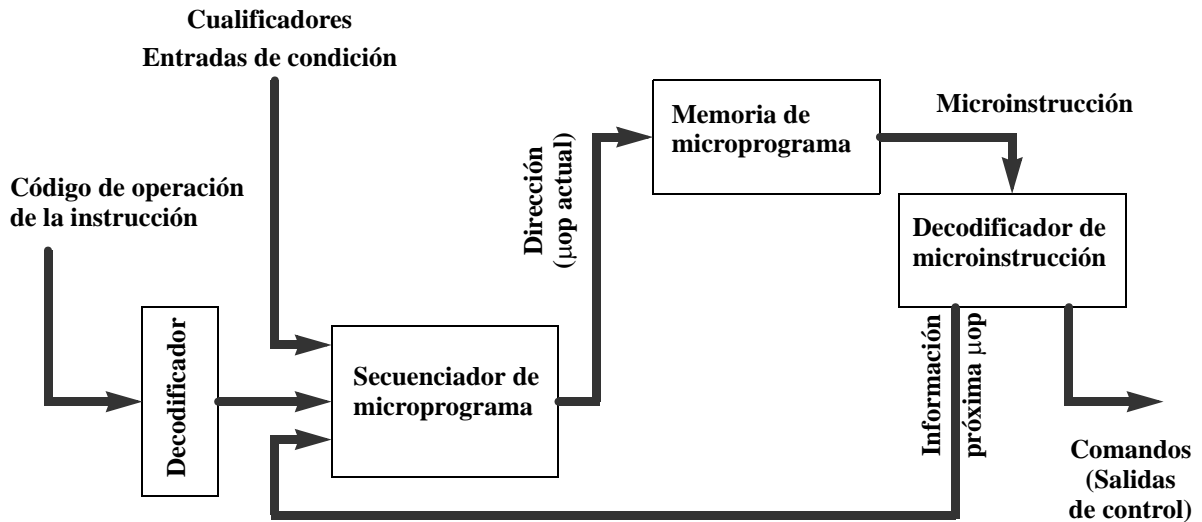 Cualificadores
Entradas de condición
Código de operación
de la instrucción
Decodificador
Secuenciador de
microprograma
Dirección
(μop actual)
Memoria de
microprograma
Microinstrucción
Decodificador de
microinstrucción
Información
próxima μop
Comandos
(Salidas
de control)